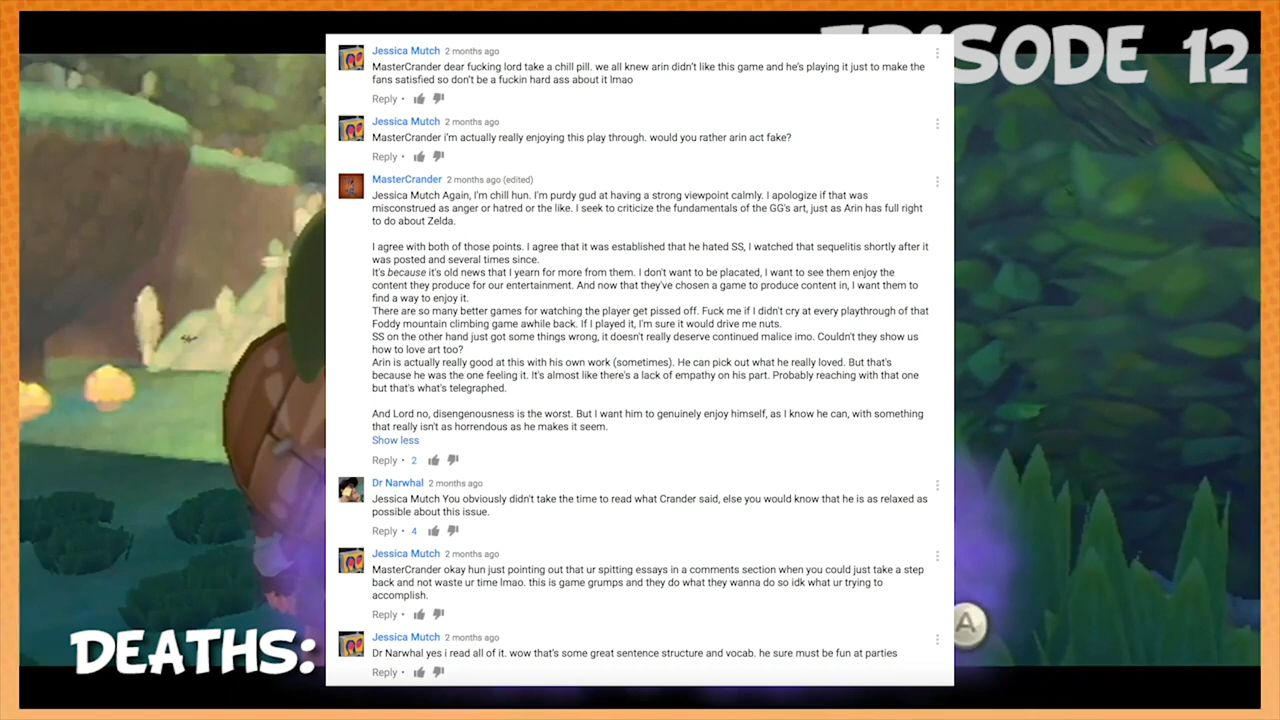 EPISODE 12
Jessica Mutch 2 months ago
MasterCrander dear fucking lord take a chill pill. we all knew arin didn't like this game and he's playing it just to make the
fans satisfied so don't be a fuckin hard ass about it lmao
Reply •
Jessica Mutch 2 months ago
MasterCrander i'm actually really enjoying this play through. would you rather arin act fake?
Reply •
MasterCrander 2 months ago (edited)
Jessica Mutch Again, I'm chill hun. I'm purdy gud at having a strong viewpoint calmly. I apologize if that was
misconstrued as anger or hatred or the like. I seek to criticize the fundamentals of the GG's art, just as Arin has full right
to do about Zelda.
I agree with both of those points. I agree that it was established that he hated SS, I watched that sequelitis shortly after it
was posted and several times since.
It's because it's old news that I yearn for more from them. I don't want to be placated, I want to see them enjoy the
content they produce for our entertainment. And now that they've chosen a game to produce content in, I want them to
find a way to enjoy it.
There are so many better games for watching the player get pissed off. Fuck me if I didn't cry at every playthrough of that
Foddy mountain climbing game awhile back. If I played it, I'm sure it would drive me nuts.
SS on the other hand just got some things wrong, it doesn't really deserve continued malice imo. Couldn't they show us
how to love art too?
Arin is actually really good at this with his own work (sometimes). He can pick out what he really loved. But that's
because he was the one feeling it. It's almost like there's a lack of empathy on his part. Probably reaching with that one
but that's what's telegraphed.
And Lord no, disengenousness is the worst. But I want him to genuinely enjoy himself, as I know he can, with something
that really isn't as horrendous as he makes it seem.
Show less
Reply • 2
Dr Narwhal 2 months ago
Jessica Mutch You obviously didn't take the time to read what Crander said, else you would know that he is as relaxed as
possible about this issue.
Reply • 4
Jessica Mutch 2 months ago
MasterCrander okay hun just pointing out that ur spitting essays in a comments section when you could just take a step
back and not waste ur time lmao. this is game grumps and they do what they wanna do so idk what ur trying to
accomplish.
Reply •
Jessica Mutch 2 months ago
Dr Narwhal yes i read all of it. wow that's some great sentence structure and vocab. he sure must be fun at parties
Reply •
A
DEATHS: